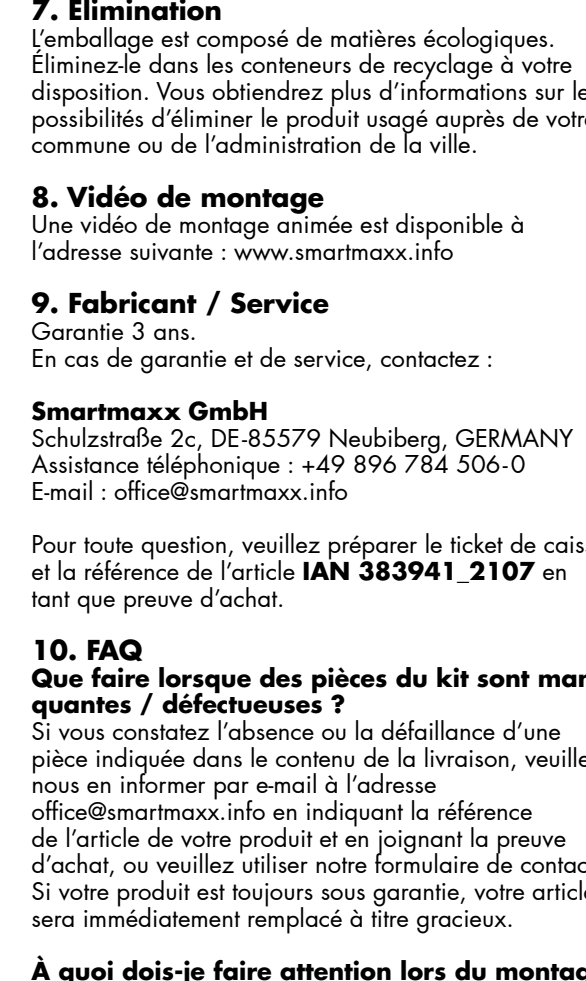 7. Élimination
L’emballage est composé de matières écologiques.
Éliminez-le dans les conteneurs de recyclage à votre
disposition. Vous obtiendrez plus d’informations sur le
possibilités d’éliminer le produit usagé auprès de votr
commune ou de l’administration de la ville.
8. Vidéo de montage
Une vidéo de montage animée est disponible à
l’adresse suivante : www.smartmaxx.info
9. Fabricant / Service
Garantie 3 ans.
En cas de garantie et de service, contactez :
Smartmaxx GmbH
Schulzstraße 2c, DE-85579 Neubiberg, GERMANY
Assistance téléphonique : +49 896 784 506-0
E-mail : office@smartmaxx.info
Pour toute question, veuillez préparer le ticket de cais
et la référence de l’article IAN 383941_2107 en
tant que preuve d’achat.
10. FAQ
Que faire lorsque des pièces du kit sont man
quantes / défectueuses ?
Si vous constatez l’absence ou la défaillance d’une
pièce indiquée dans le contenu de la livraison, veuille
nous en informer par e-mail à l’adresse
office@smartmaxx.info en indiquant la référence
de l’article de votre produit et en joignant la preuve
d’achat, ou veuillez utiliser notre formulaire de contac
Si votre produit est toujours sous garantie, votre article
sera immédiatement remplacé à titre gracieux.
À quoi dois-je faire attention lors du montag